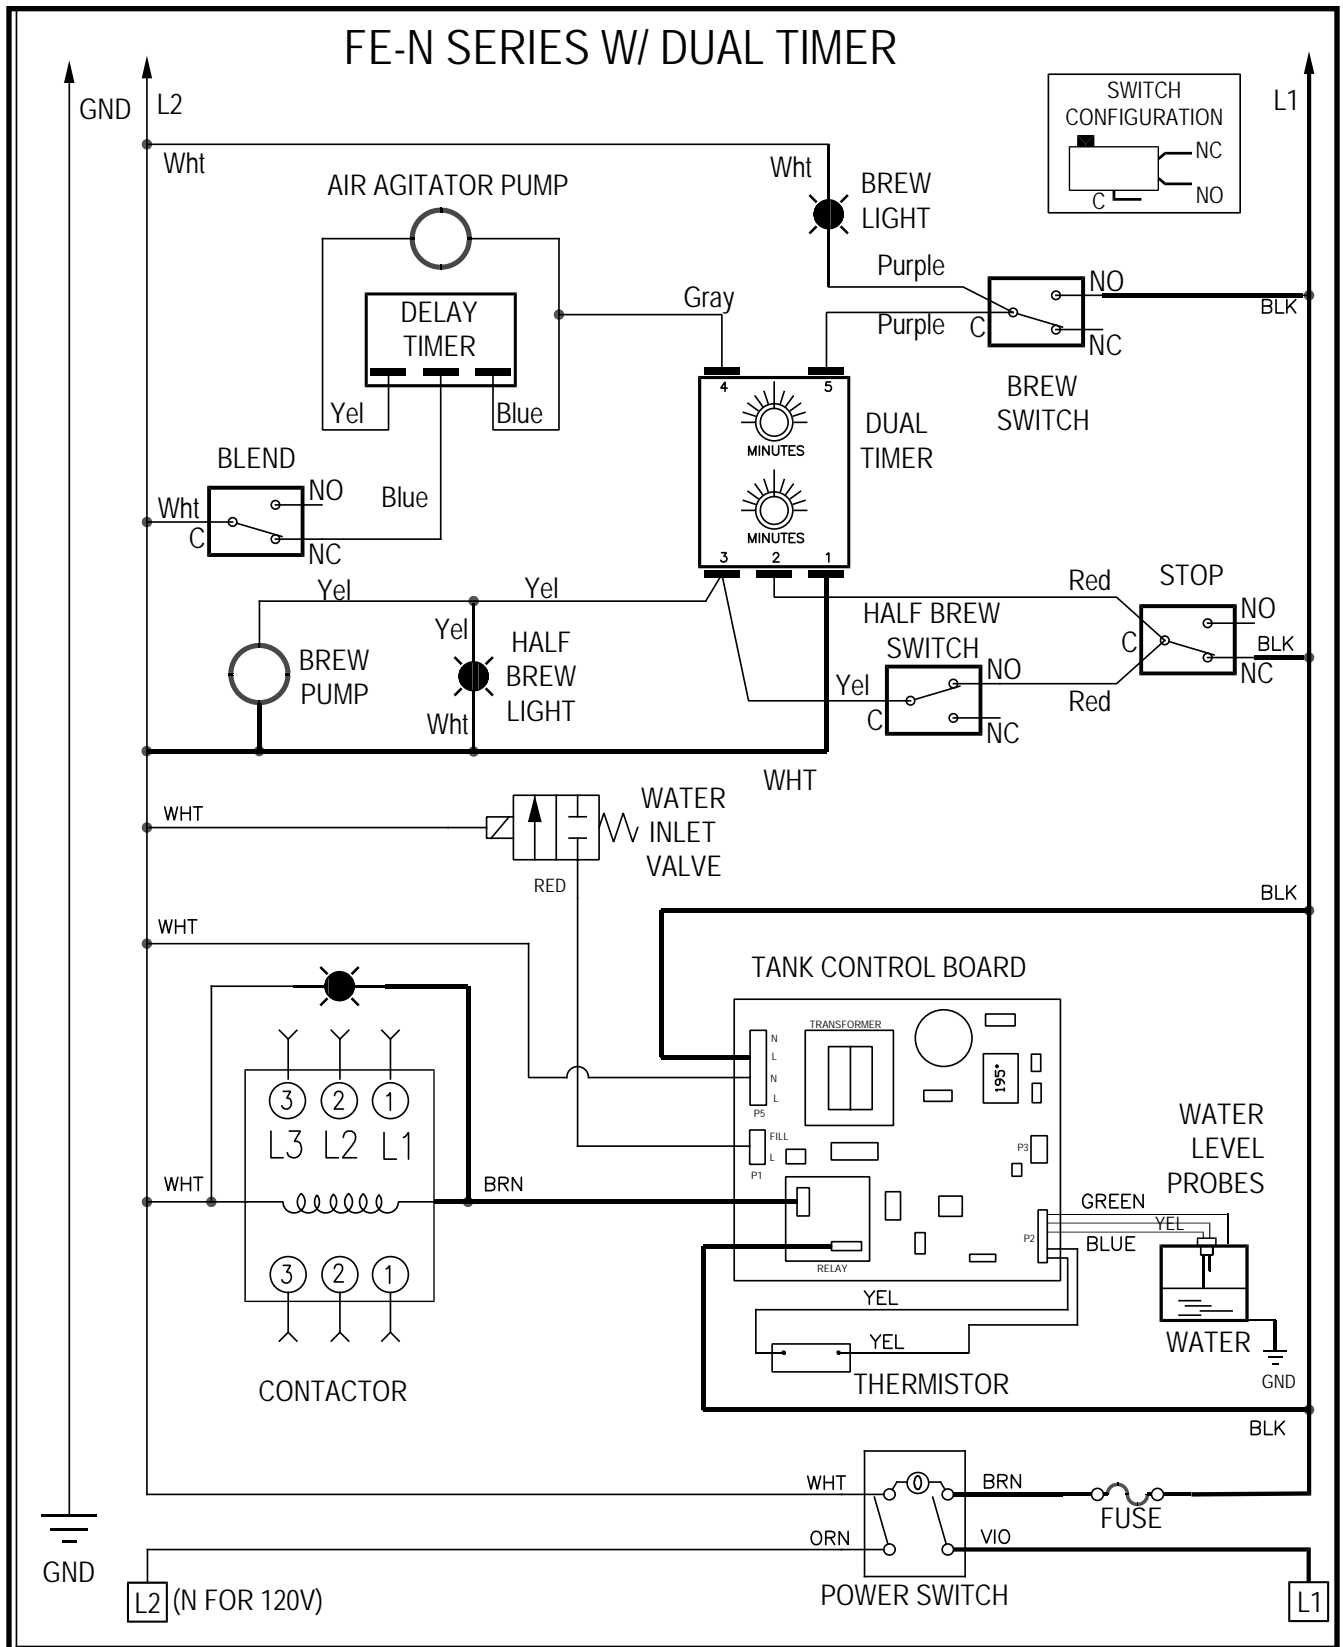 FE-N SERIES W/ DUAL TIMER
GND
L2
L1
SWITCH
CONFIGURATION
NC
NO
C
Wht
Wht
BREW
LIGHT
AIR AGITATOR PUMP
Purple
Purple
NO
C
NC
BLK
BREW
SWITCH
Gray
DELAY
TIMER
Yel
Blue
4
5
MINUTES
MINUTES
3
2
1
DUAL
TIMER
BLEND
Wht
NO
C
NC
Blue
Yel
Yel
Yel
BREW
PUMP
HALF
BREW
LIGHT
Wht
Red
STOP
HALF BREW
SWITCH
NO
C
BLK
NC
Yel
NO
C
NC
Red
WHT
WHT
WATER
INLET
VALVE
RED
BLK
WHT
TANK CONTROL BOARD
TRANSFORMER
N
L
N
L
P5
195°
FILL
L
P1
P3
WATER
LEVEL
PROBES
3
2
1
L3
L2
L1
WHT
BRN
GREEN
YEL
P2
BLUE
RELAY
3
2
1
YEL
YEL
WATER
THERMISTOR
GND
CONTACTOR
BLK
WHT
BRN
FUSE
ORN
VIO
GND
POWER SWITCH
L2
(N FOR 120V)
L1